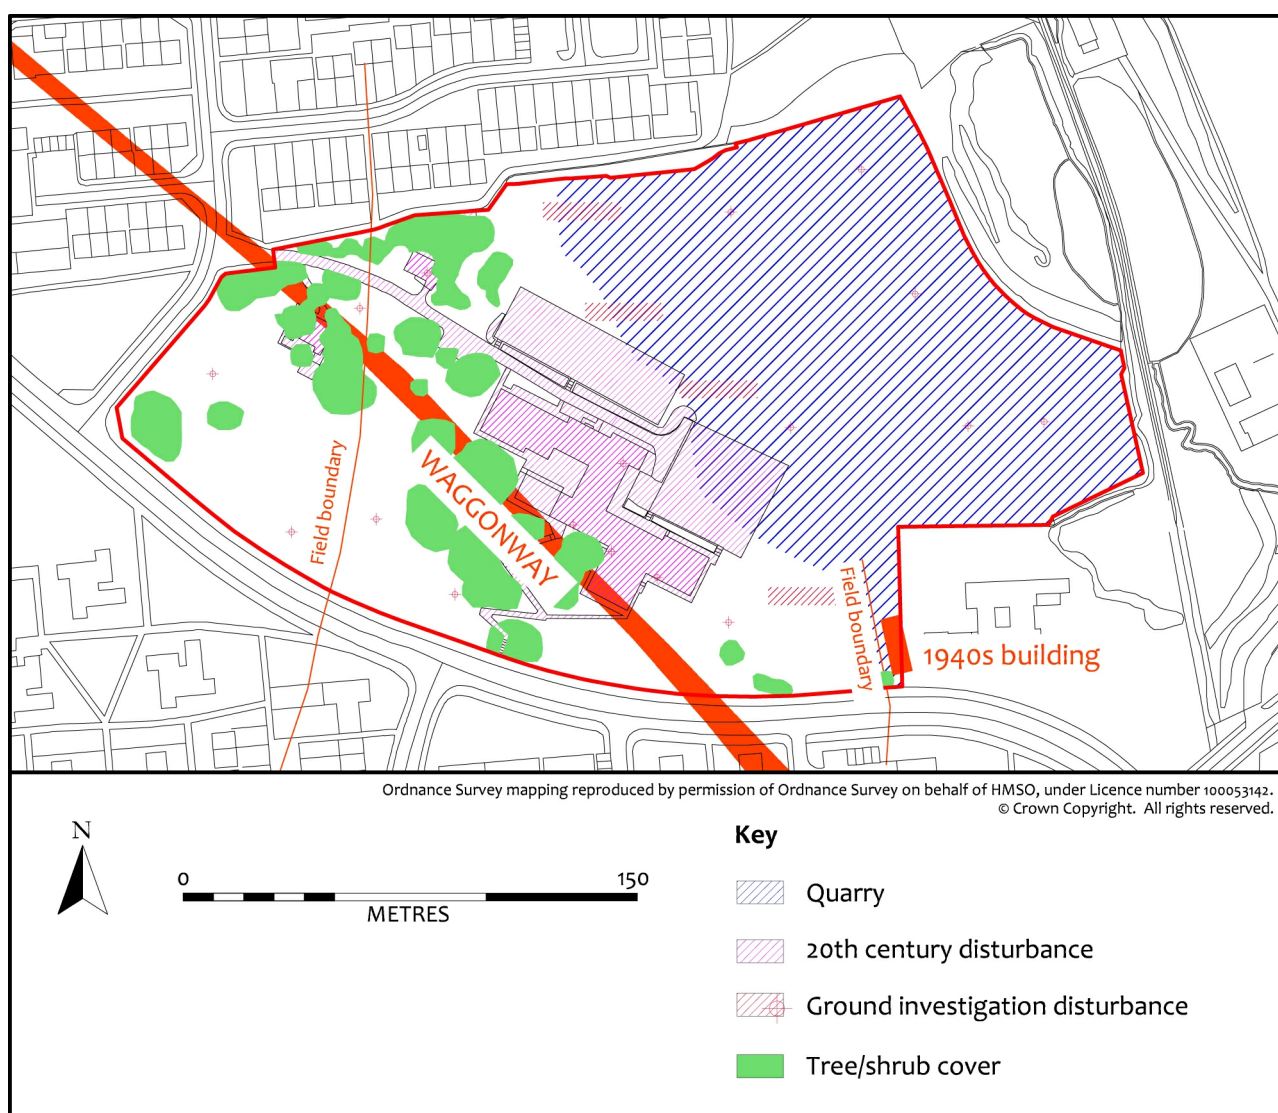 Field boundary
WAGGONWAY
Field boundary
1940s building
Ordnance Survey mapping reproduced by permission of Ordnance Survey on behalf of HMSO, under Licence number 100053142.
© Crown Copyright. All rights reserved.
N
0 150
METRES
Key
Quarry
20th century disturbance
Ground investigation disturbance
Tree/shrub cover